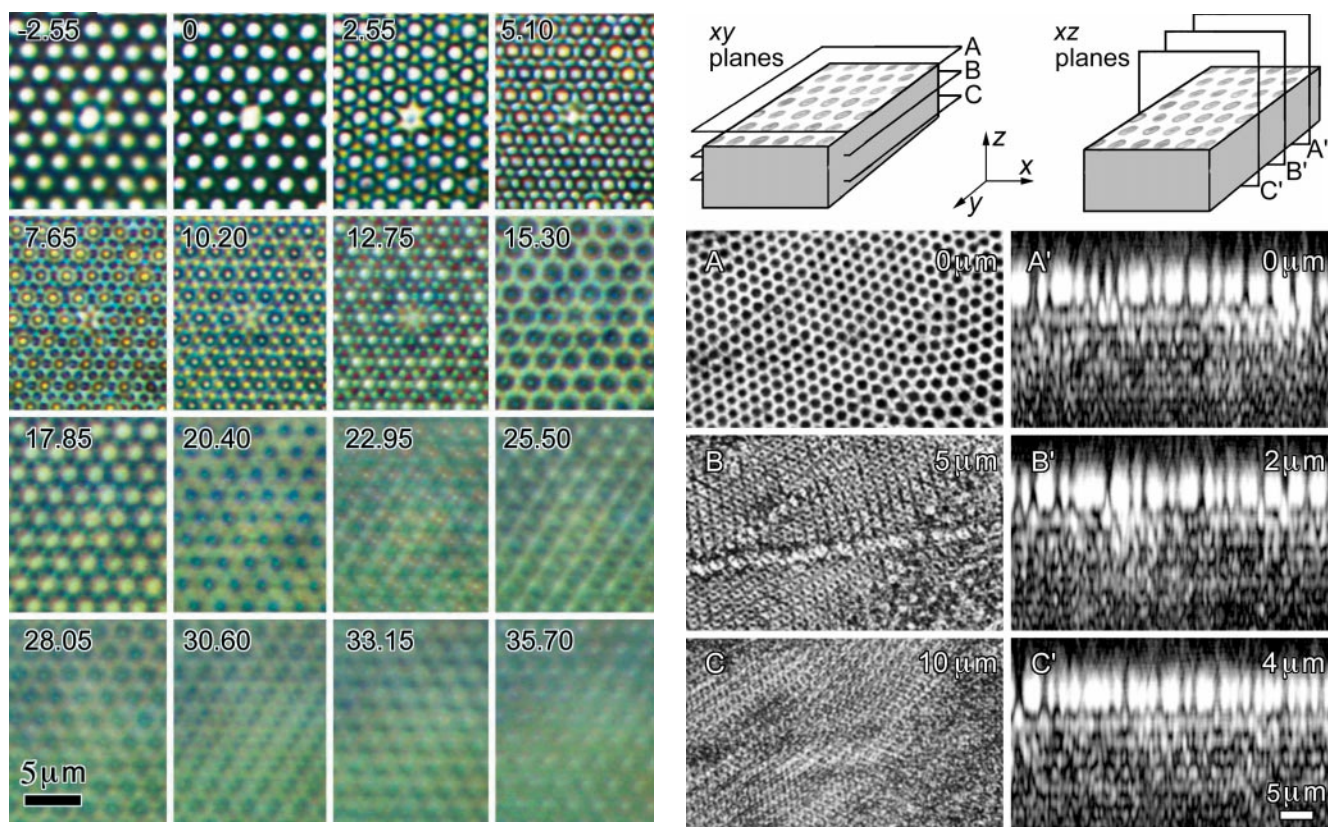 -2.55
0
2.55
5.10
7.65
10.20
12.75
15.30
17.85
20.40
22.95
25.50
28.05
30.60
33.15
35.70
5 μm
xy
planes
A
B
C
z
x
y
xz
planes
A'
B'
C'
A
0 μm
A'
0 μm
B
5 μm
B'
2 μm
C
10 μm
C'
4 μm
5 μm